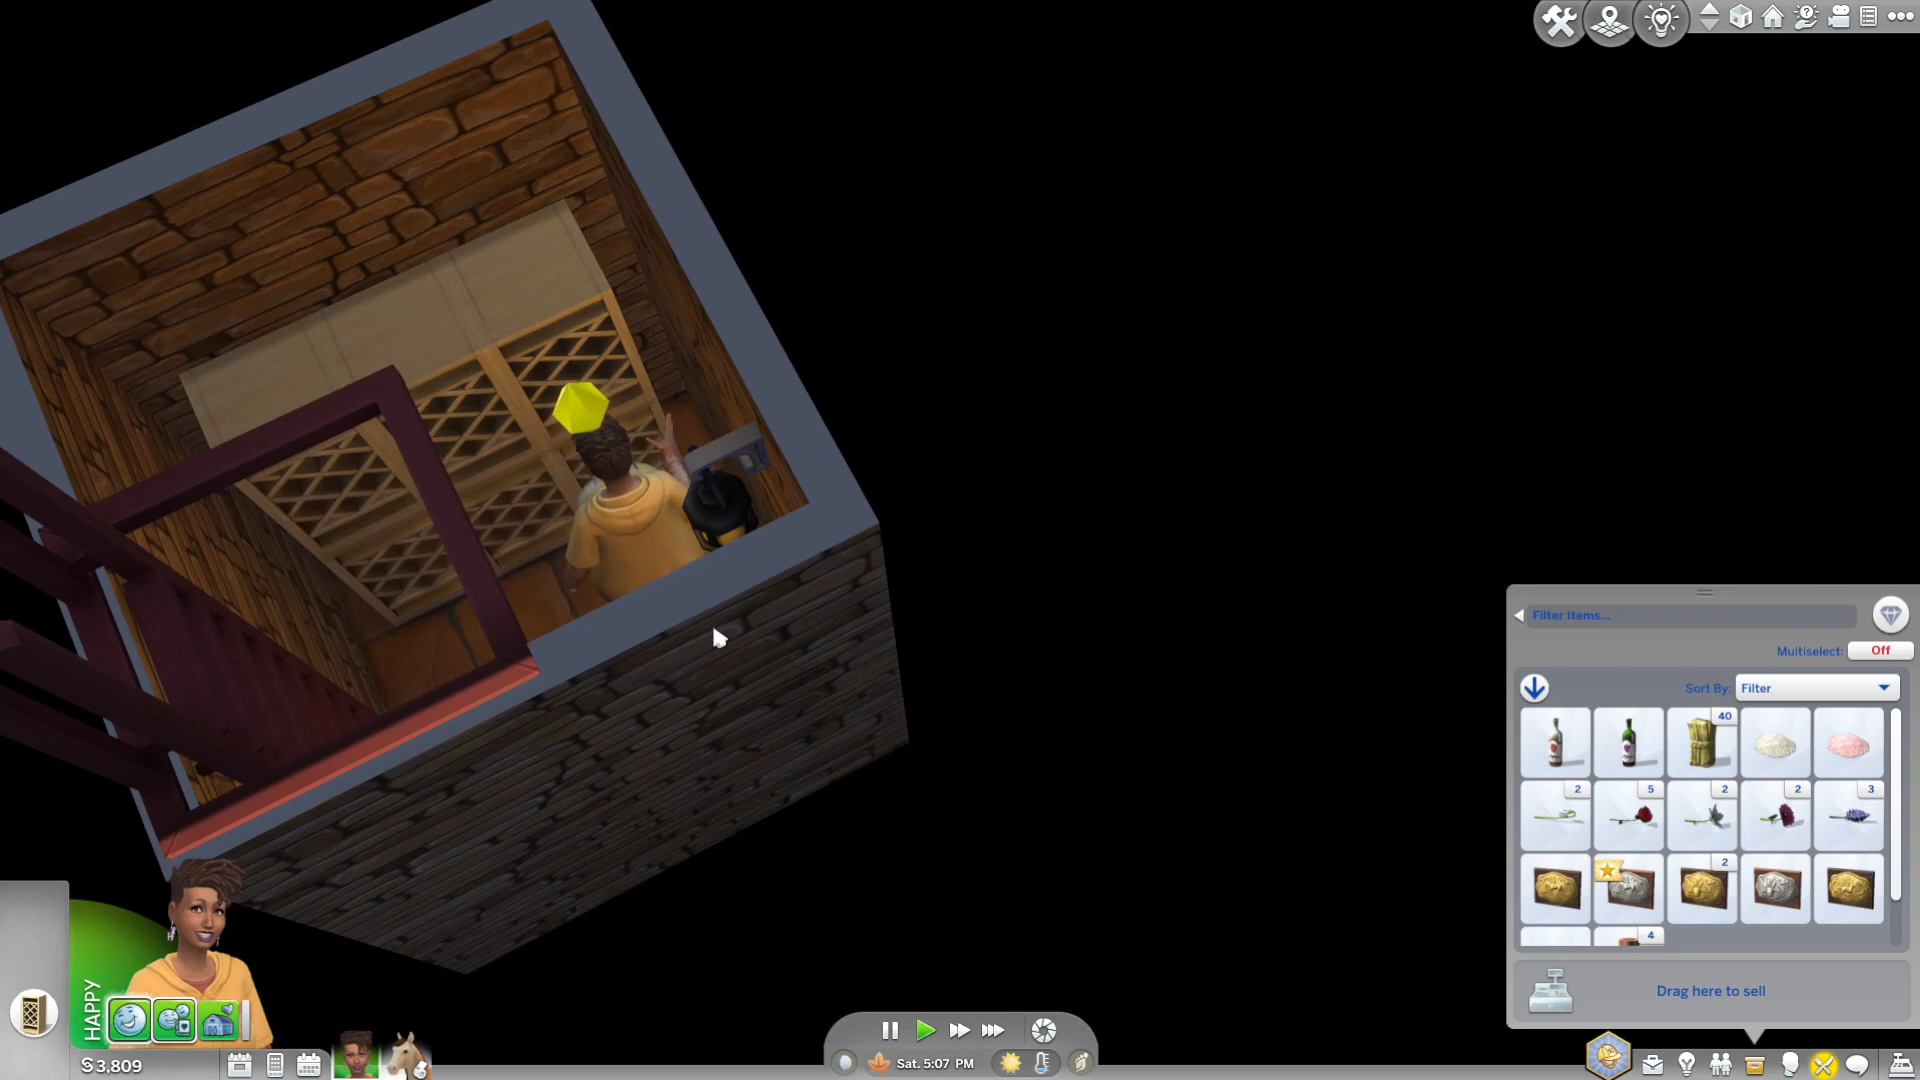 Filter Items...
Multiselect: Off
Sort By: Filter
40
2 5 2 2 3
2
4
Drag here to sell
HAPPY
§3,809
Sat. 5:07 PM